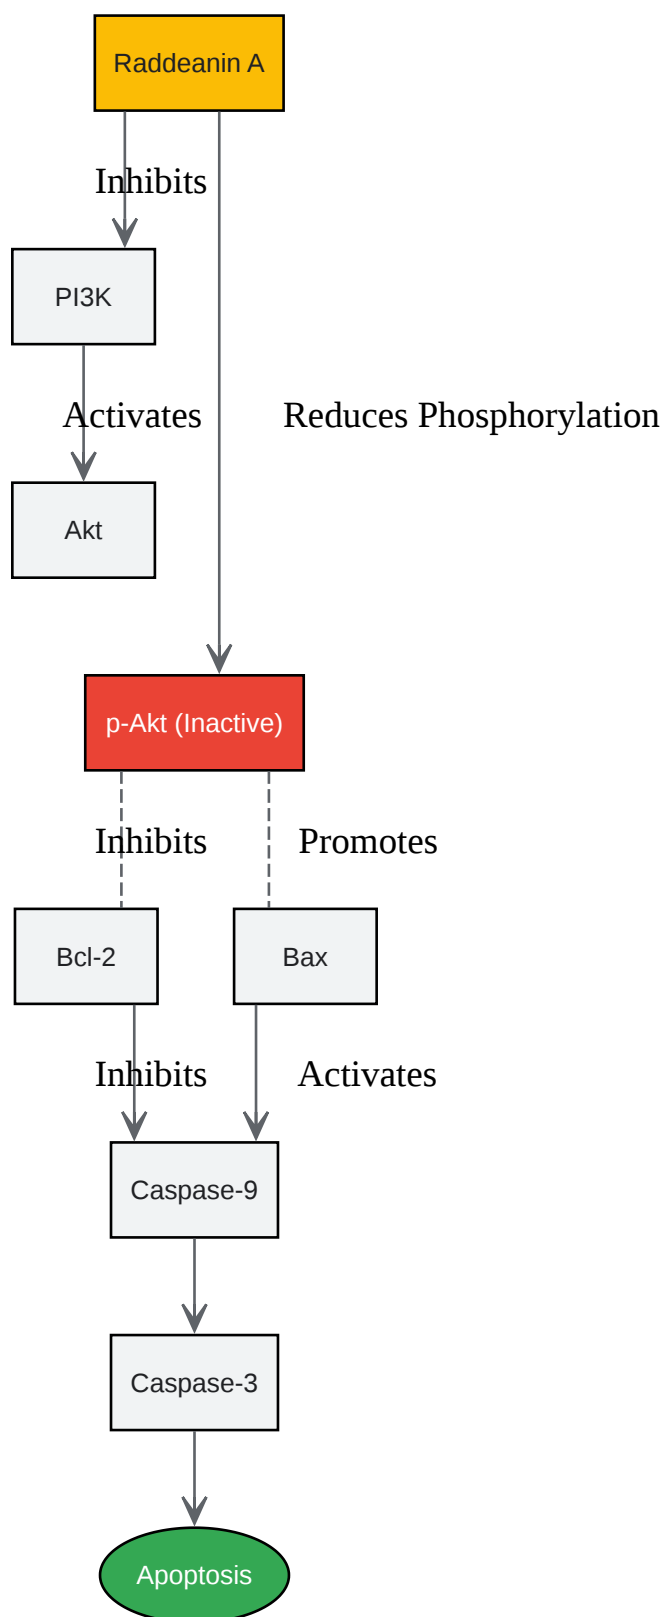 Raddeanin A
Inhibits
PI3K
Activates
Reduces Phosphorylation
Akt
p-Akt (Inactive)
Inhibits
Promotes
Bcl-2
Bax
Inhibits
Activates
Caspase-9
Caspase-3
Apoptosis